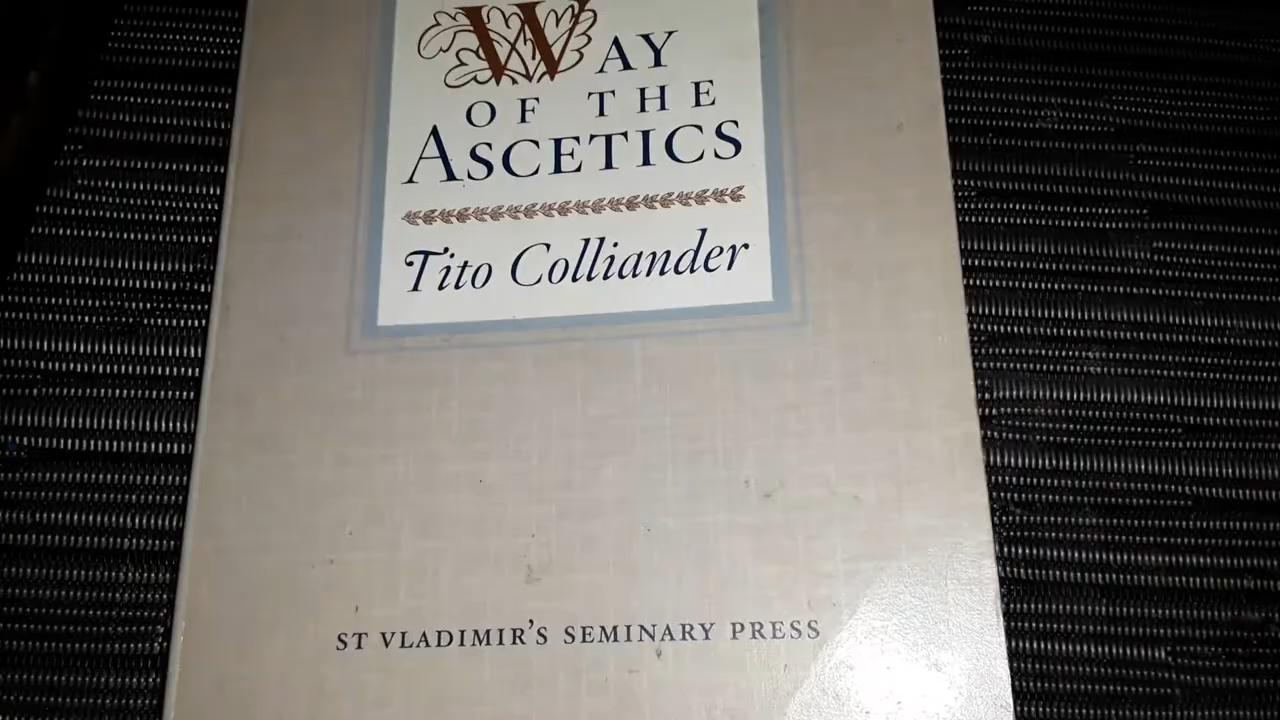 WAY
OF THE
ASCETICS
Tito Colliander
ST VLADIMIR'S SEMINARY PRESS